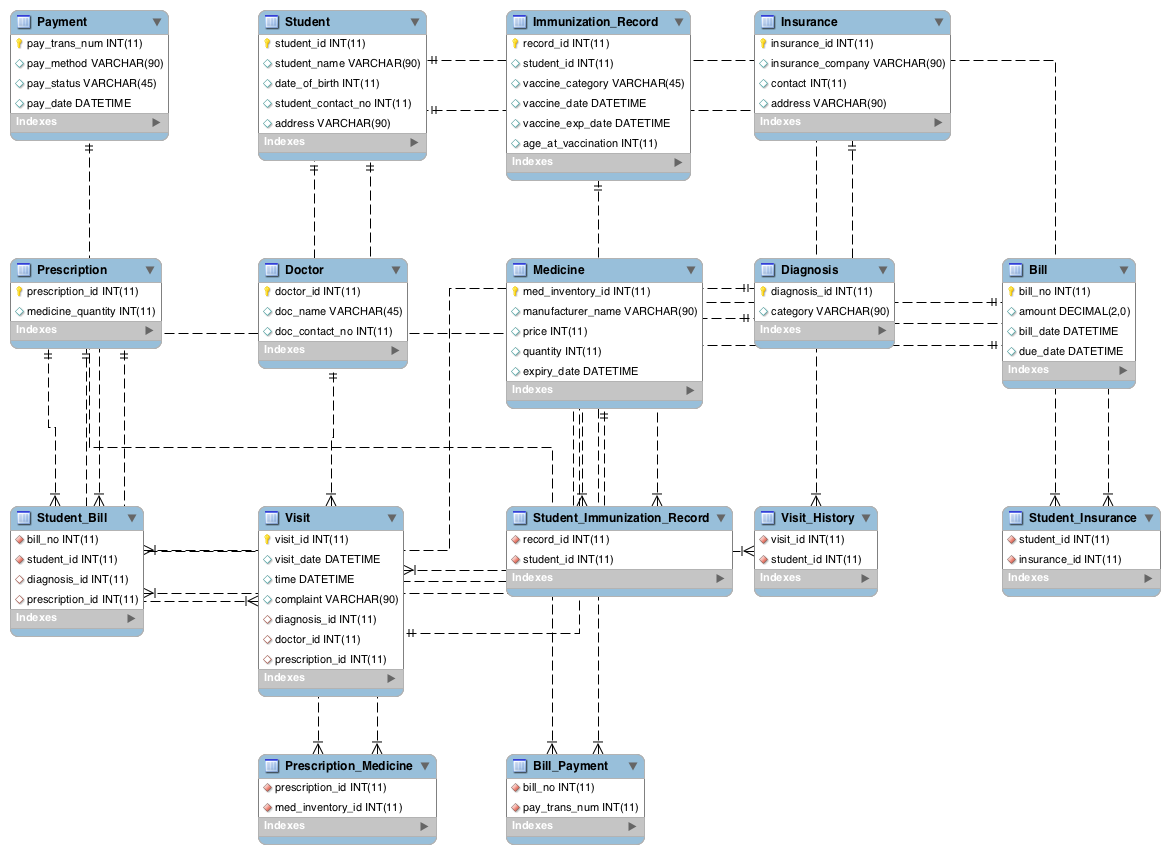 Payment
pay_trans_num INT(11)
pay_method VARCHAR(90)
pay_status VARCHAR(45)
pay_date DATETIME
Indexes
Student
student_id INT(11)
student_name VARCHAR(90)
date_of_birth INT(11)
student_contact_no INT(11)
address VARCHAR(90)
Indexes
Immunization_Record
record_id INT(11)
student_id INT(11)
vaccine_category VARCHAR(45)
vaccine_date DATETIME
vaccine_exp_date DATETIME
age_at_vaccination INT(11)
Indexes
Insurance
insurance_id INT(11)
insurance_company VARCHAR(90)
contact INT(11)
address VARCHAR(90)
Indexes
Prescription
prescription_id INT(11)
medicine_quantity INT(11)
Indexes
Doctor
doctor_id INT(11)
doc_name VARCHAR(45)
doc_contact_no INT(11)
Indexes
Medicine
med_inventory_id INT(11)
manufacturer_name VARCHAR(90)
price INT(11)
quantity INT(11)
expiry_date DATETIME
Indexes
Diagnosis
diagnosis_id INT(11)
category VARCHAR(90)
Indexes
Bill
bill_no INT(11)
amount DECIMAL(2,0)
bill_date DATETIME
due_date DATETIME
Indexes
Student_Bill
bill_no INT(11)
student_id INT(11)
diagnosis_id INT(11)
prescription_id INT(11)
Indexes
Visit
visit_id INT(11)
visit_date DATETIME
time DATETIME
complaint VARCHAR(90)
diagnosis_id INT(11)
doctor_id INT(11)
prescription_id INT(11)
Indexes
Student_Immunization_Record
record_id INT(11)
student_id INT(11)
Indexes
Visit_History
visit_id INT(11)
student_id INT(11)
Indexes
Student_Insurance
student_id INT(11)
insurance_id INT(11)
Indexes
Prescription_Medicine
prescription_id INT(11)
med_inventory_id INT(11)
Indexes
Bill_Payment
bill_no INT(11)
pay_trans_num INT(11)
Indexes